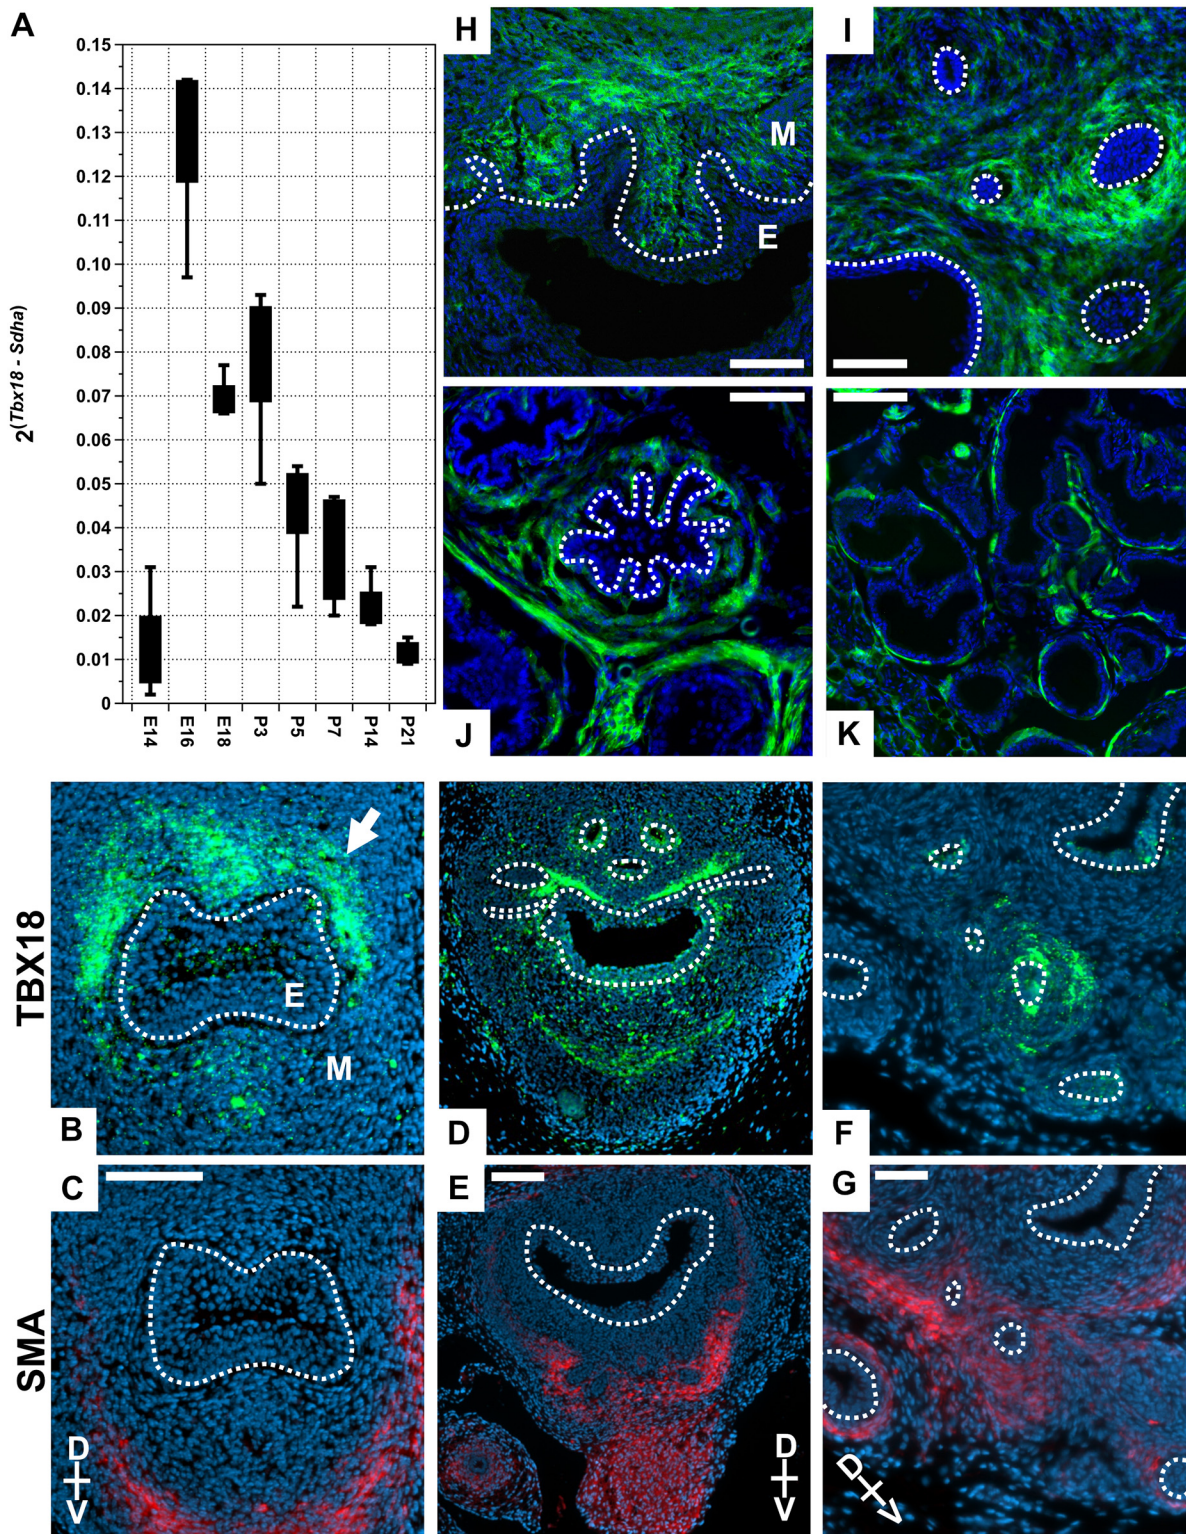 A
0.15
0.14
0.13
0.12
0.11
0.10
0.09
0.08
0.07
0.06
0.05
0.04
0.03
0.02
0.01
0
2(Tbx18 - Sdha)
E14
E16
E18
P3
P5
P7
P14
P21
H
M
E
I
J
K
TBX18
E
M
B
D
F
SMA
C
D
V
E
D
V
G
D
V